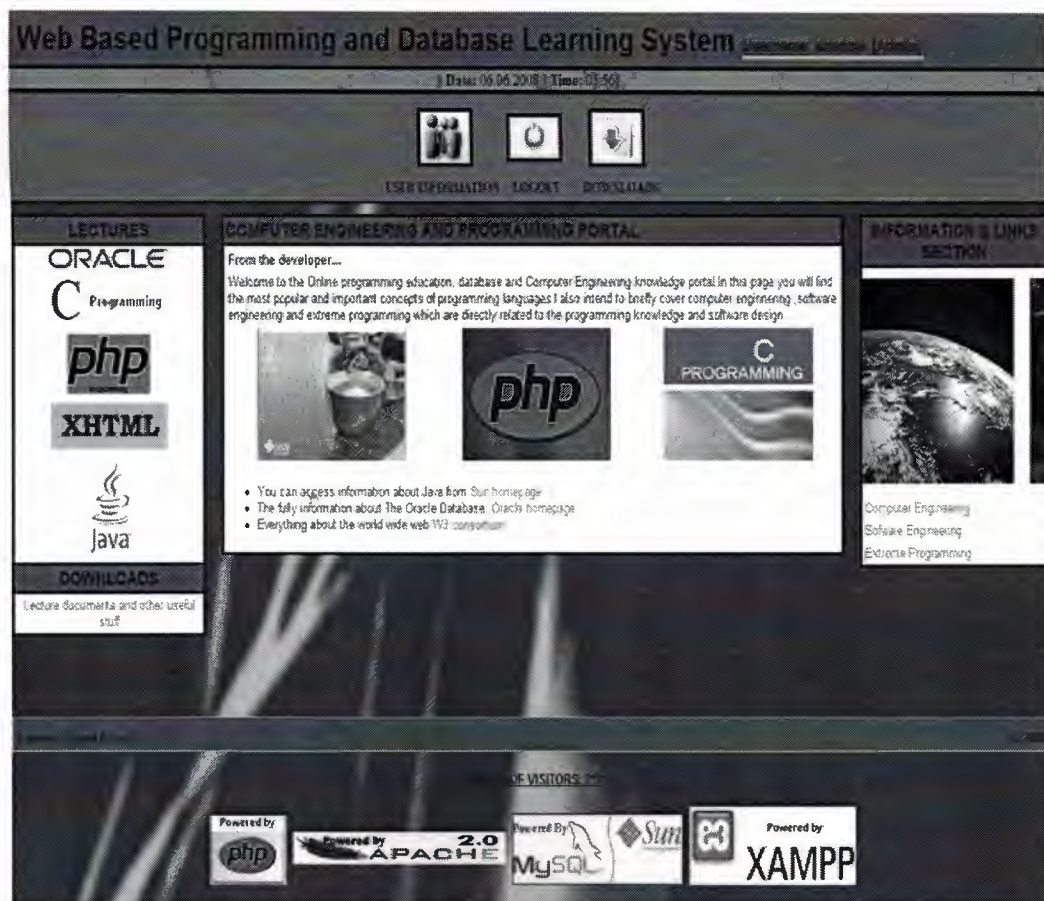 Web Based Programming and Database Learning System
| Date: 06.06.2008 | Time: 03:56|
USER INFORMATION LOGOUT DOWNLOADS
LECTURES
ORACLE
C Programming
php
XHTML
Java
DOWNLOADS
Lecture documents and other useful
stuff
COMPUTER ENGINEERING AND PROGRAMMING PORTAL
From the developer...
Welcome to the Online programming education, database and Computer Engineering knowledge portal in this page you will find
the most popular and important concepts of programming languages I also intend to briefly cover computer enginnering ,software
engineering and extreme programming which are directly related to the programming knowledge and software design
php
C
PROGRAMMING
• You can access information about Java from Sun homepage
• The fully information about The Oracle Database, Oracle homepage
• Everything about the world wide web W3 consortium
INFORMATION & LINKS
SECTION
Computer Engineering
Sofware Engineering
Extreme Programming
OF VISITORS:
Powered by
php
Powered by
APACHE 2.0
Powered By
MySQL
Sun
Powered by
XAMPP